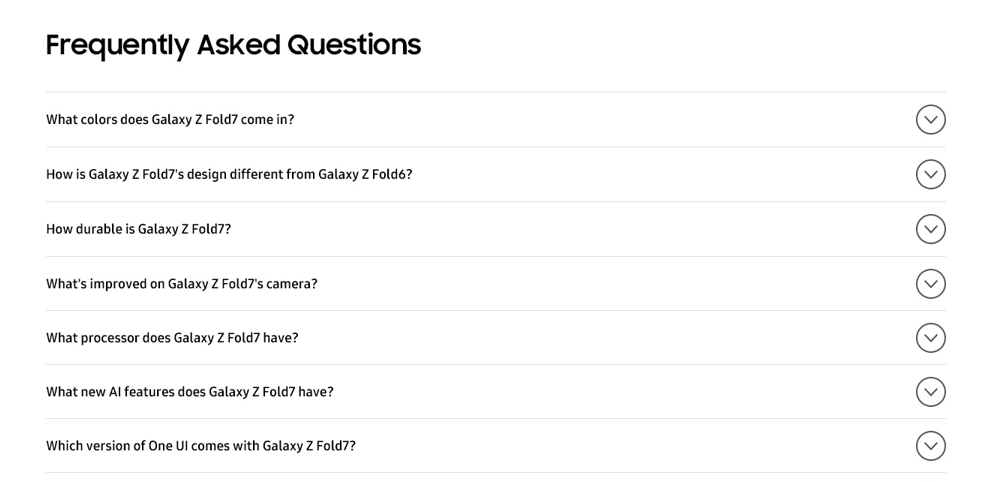 Frequently Asked Questions
What colors does Galaxy Z Fold7 come in?
How is Galaxy Z Fold7's design different from Galaxy Z Fold6?
How durable is Galaxy Z Fold7?
What's improved on Galaxy Z Fold7's camera?
What processor does Galaxy Z Fold7 have?
What new AI features does Galaxy Z Fold7 have?
Which version of One UI comes with Galaxy Z Fold7?